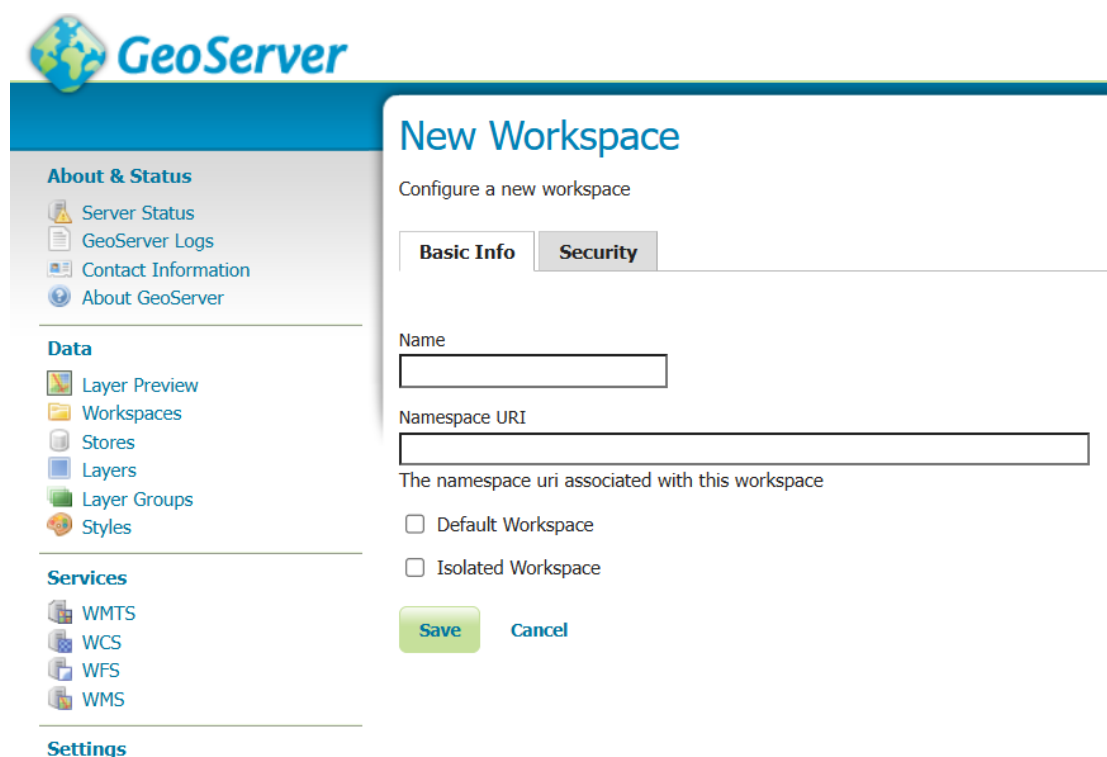 GeoServer
New Workspace
Configure a new workspace
Basic Info
Security
Name
Namespace URI
The namespace uri associated with this workspace
Default Workspace
Isolated Workspace
Save
Cancel
About & Status
Server Status
GeoServer Logs
Contact Information
About GeoServer
Data
Layer Preview
Workspaces
Stores
Layers
Layer Groups
Styles
Services
WMTS
WCS
WFS
WMS
Settings